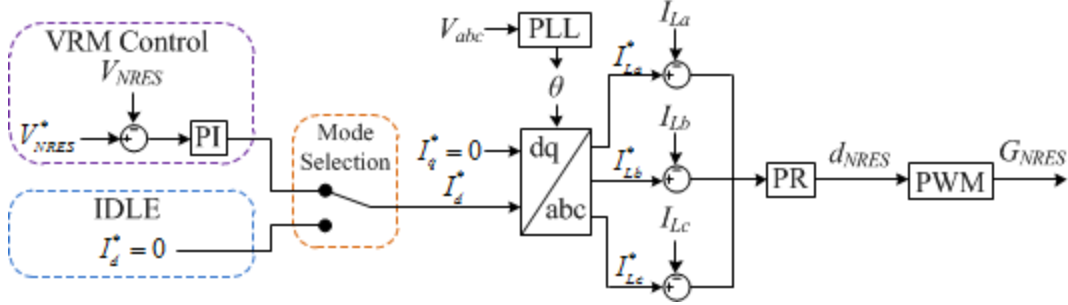 VRM Control
V_NRES
V*_NRES
PI
IDLE
I*_d = 0
Mode
Selection
V_abc
PLL
θ
I*_q = 0
I*_d
dq
abc
I*_La
I*_Lb
I*_Lc
I_La
I_Lb
I_Lc
PR
d_NRES
PWM
G_NRES